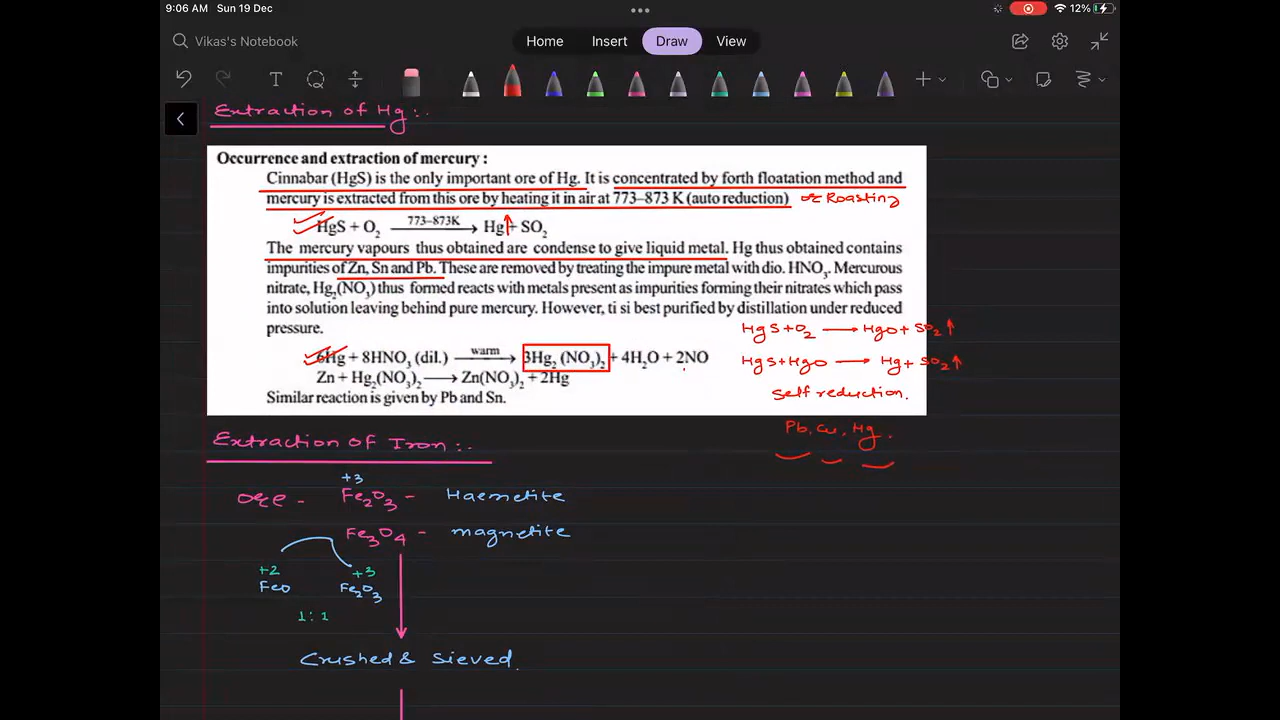 9:06 AM Sun 19 Dec
12%
Vikas's Notebook
Home Insert Draw View
T
Extraction of Hg:-
Occurrence and extraction of mercury :
Cinnabar (HgS) is the only important ore of Hg. It is concentrated by forth floatation method and
mercury is extracted from this ore by heating it in air at 773–873 K (auto reduction) or Roasting
HgS + O₂ —773–873K→ Hg↑ + SO₂
The mercury vapours thus obtained are condense to give liquid metal. Hg thus obtained contains
impurities of Zn, Sn and Pb. These are removed by treating the impure metal with dio. HNO₃. Mercurous
nitrate, Hg₂(NO₃) thus formed reacts with metals present as impurities forming their nitrates which pass
into solution leaving behind pure mercury. However, ti si best purified by distillation under reduced
pressure.
HgS+O₂ → HgO+SO₂↑
HgS+HgO → Hg+SO₂↑
Self reduction.
Pb, Cu, Hg.
6Hg + 8HNO₃ (dil.) —warm→ 3Hg₂ (NO₃)₂ + 4H₂O + 2NO
Zn + Hg₂(NO₃)₂ → Zn(NO₃)₂ + 2Hg
Similar reaction is given by Pb and Sn.
Extraction of Iron:-
+3
Ore - Fe₂O₃ - Haemetite
Fe₃O₄ - magnetite
+2 +3
FeO Fe₂O₃
1:1
Crushed & Sieved.